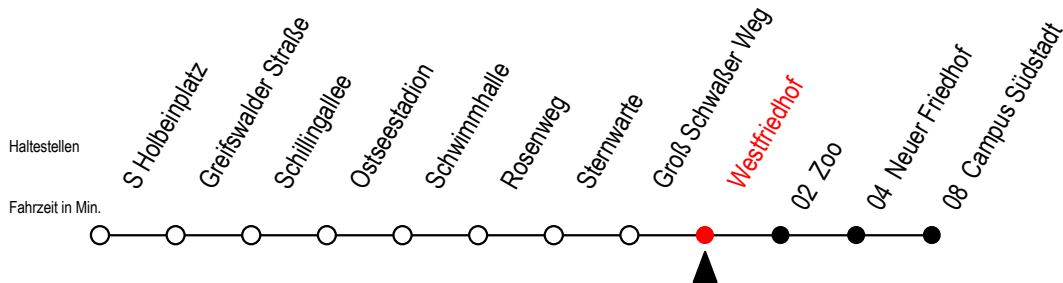 Haltestellen
Fahrzeit in Min.
S Holbeinplatz
Greifswalder Straße
Schillingallee
Ostseestadion
Schwimmhalle
Rosenweg
Sternwarte
Groß Schwaßer Weg
Westfriedhof
02 Zoo
04 Neuer Friedhof
08 Campus Südstadt